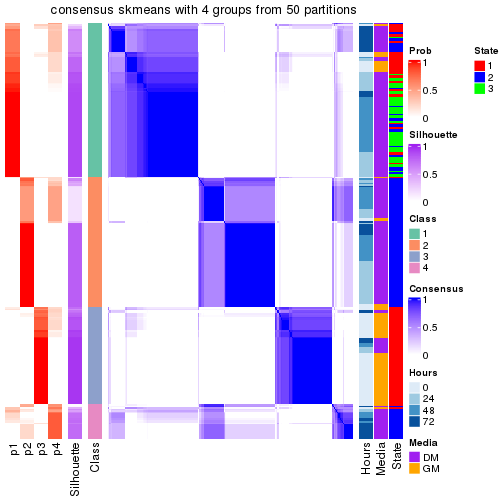 consensus skmeans with 4 groups from 50 partitions
Prob
1
0.5
0
Silhouette
1
0.5
0
Class
1
2
3
4
Consensus
1
0.5
0
Hours
0
24
48
72
Media
DM
GM
State
1
2
3
p1
p2
p3
p4
Silhouette
Class
Hours
Media
State